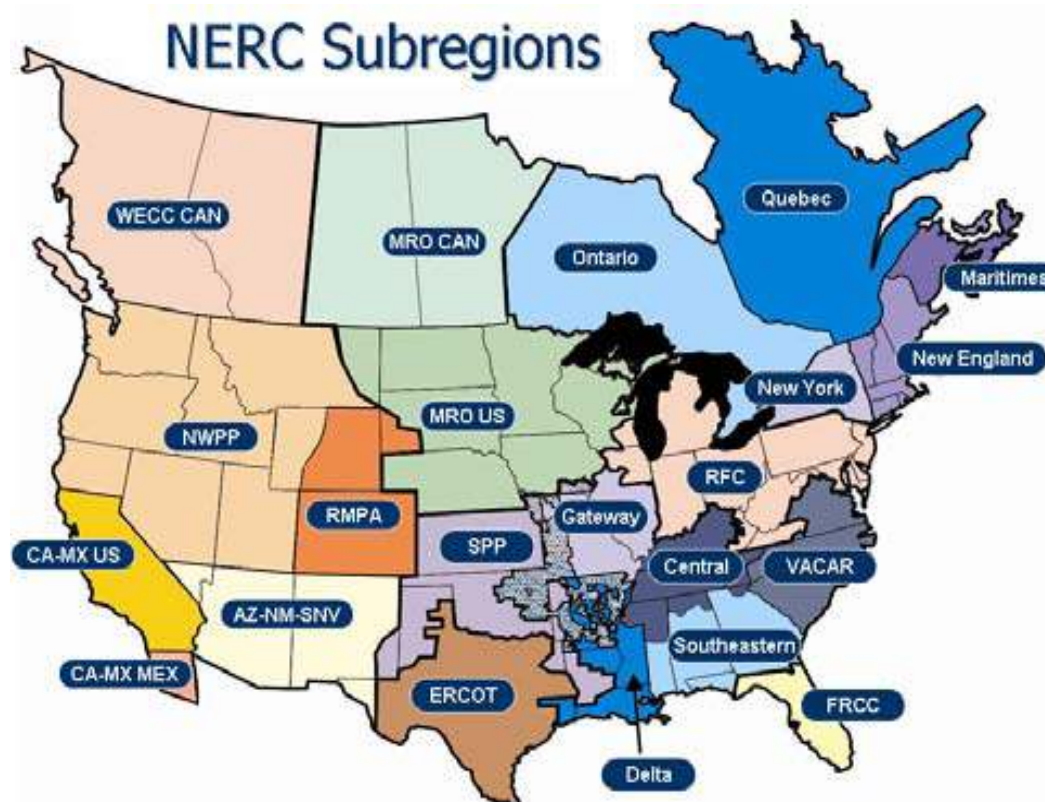 NERC Subregions
Quebec
WECC CAN
MRO CAN
Ontario
Maritimes
New England
New York
MRO US
NWPP
RFC
RMPA
Gateway
SPP
CA-MX US
Central
VACAR
AZ-NM-SNV
Southeastern
CA-MX MEX
ERCOT
FRCC
Delta